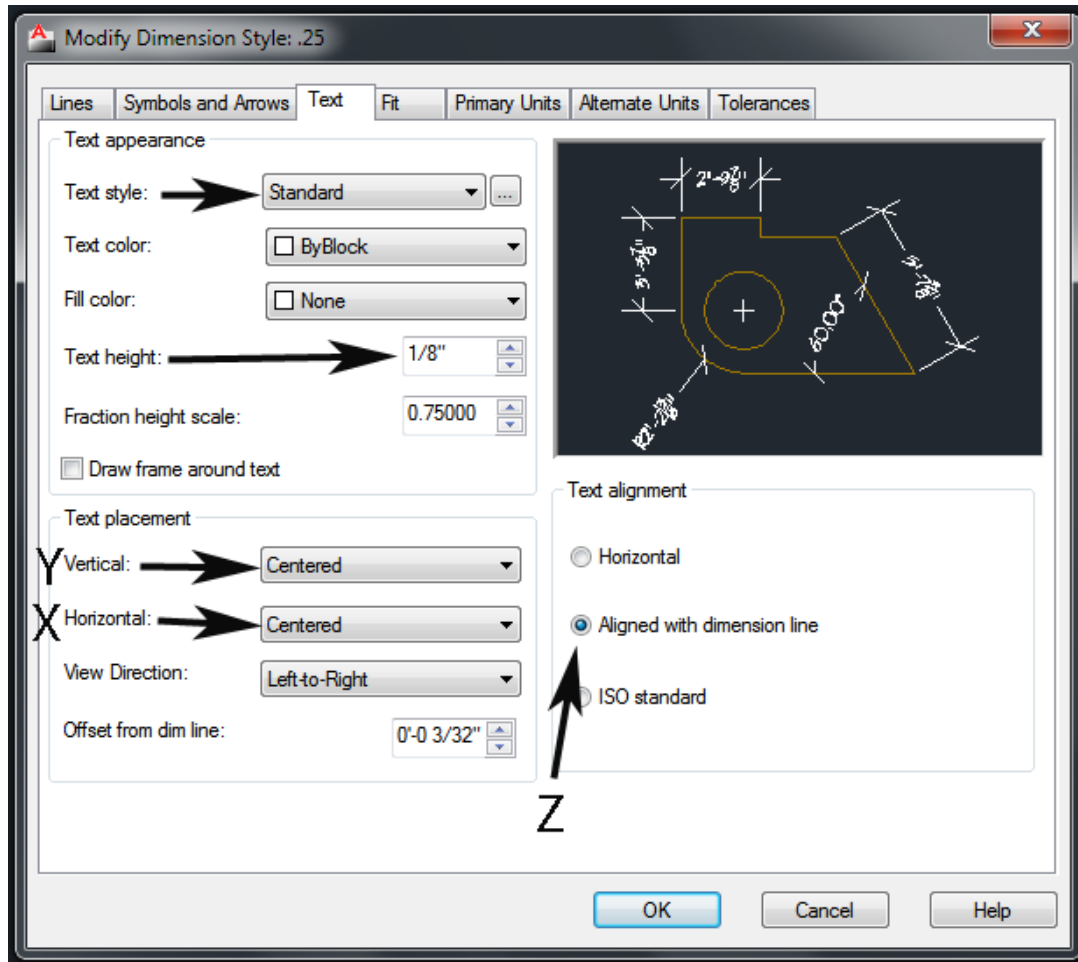 Modify Dimension Style: .25
Lines Symbols and Arrows Text Fit Primary Units Alternate Units Tolerances
Text appearance
Text style: Standard ...
Text color: ByBlock
Fill color: None
Text height: 1/8"
Fraction height scale: 0.75000
Draw frame around text
60.00°
Text placement
Y Vertical: Centered
X Horizontal: Centered
View Direction: Left-to-Right
Offset from dim line: 0'-0 3/32"
Text alignment
Horizontal
Aligned with dimension line
ISO standard
Z
OK Cancel Help